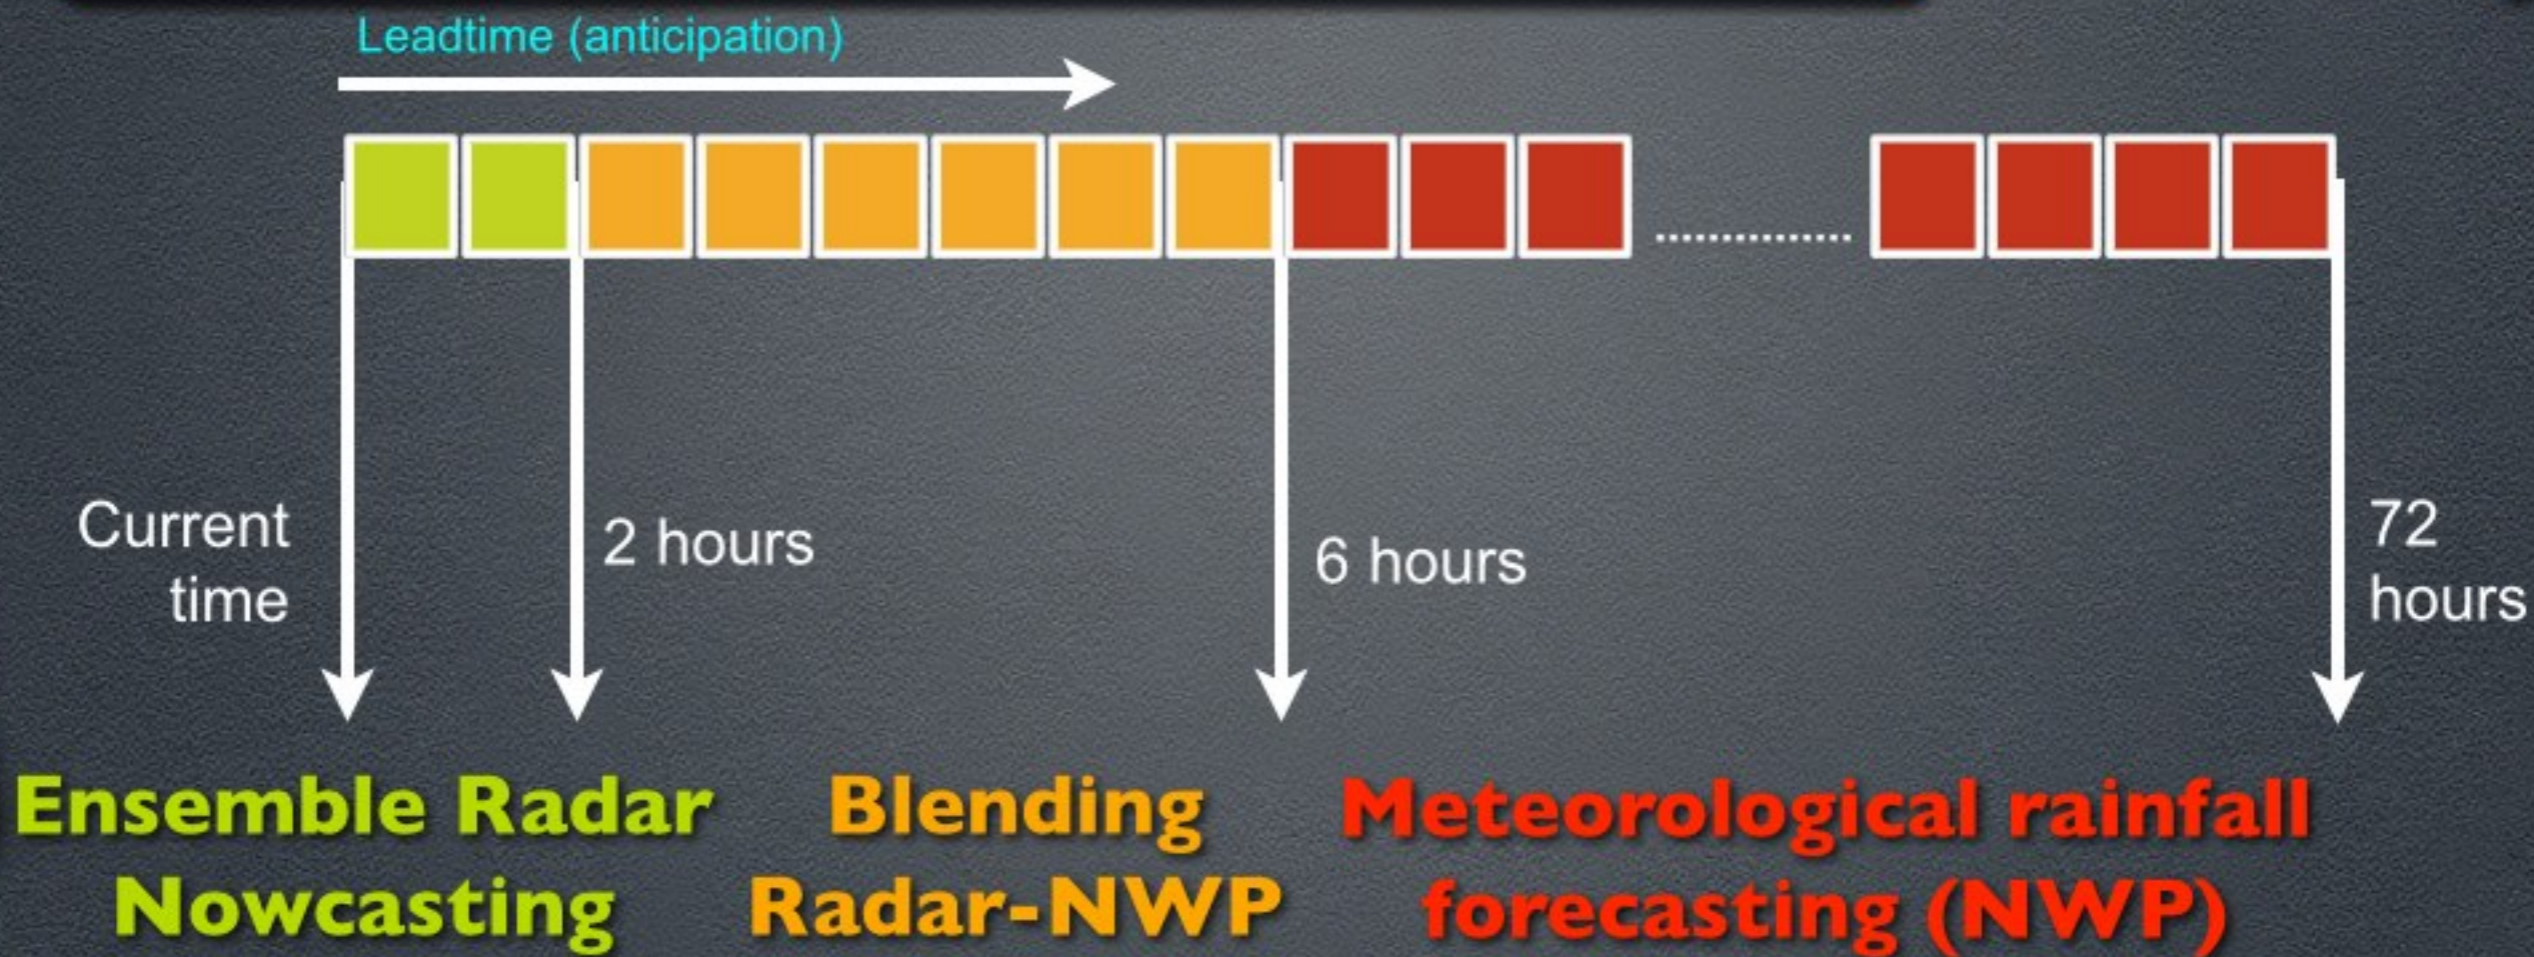 Leadtime (anticipation)
Current
time
2 hours
6 hours
72
hours
Ensemble Radar
Nowcasting
Blending
Radar-NWP
Meteorological rainfall
forecasting (NWP)